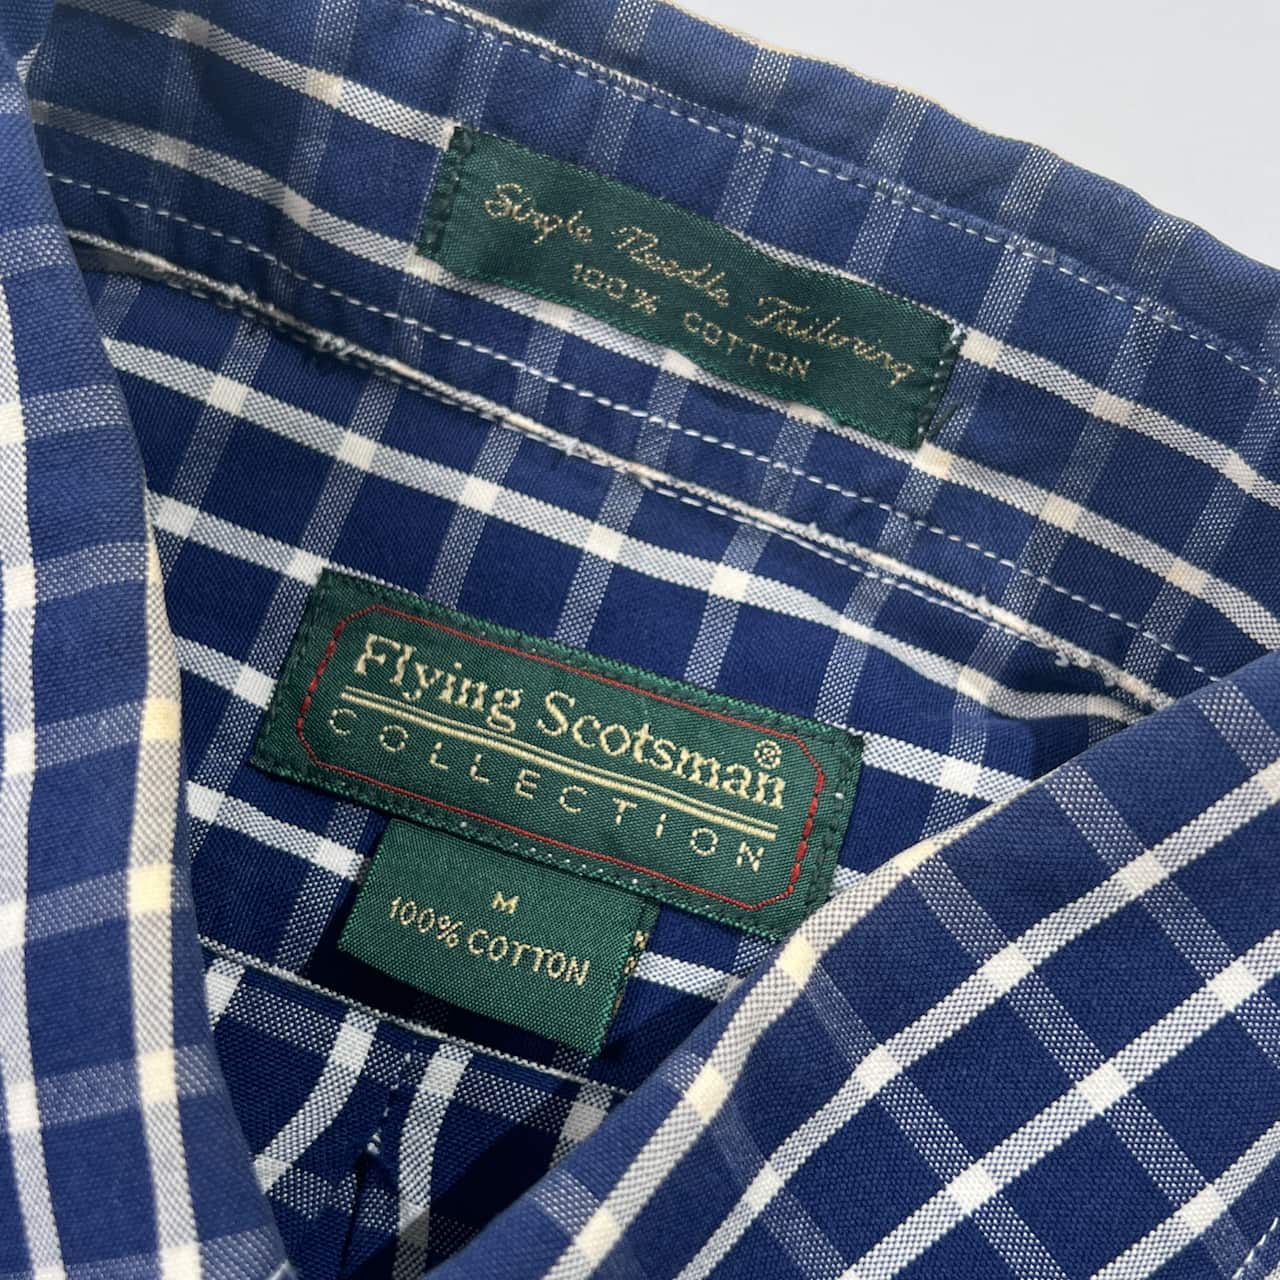 Single Needle Tailoring
100% COTTON
Flying Scotsman®
COLLECTION
M
100% COTTON